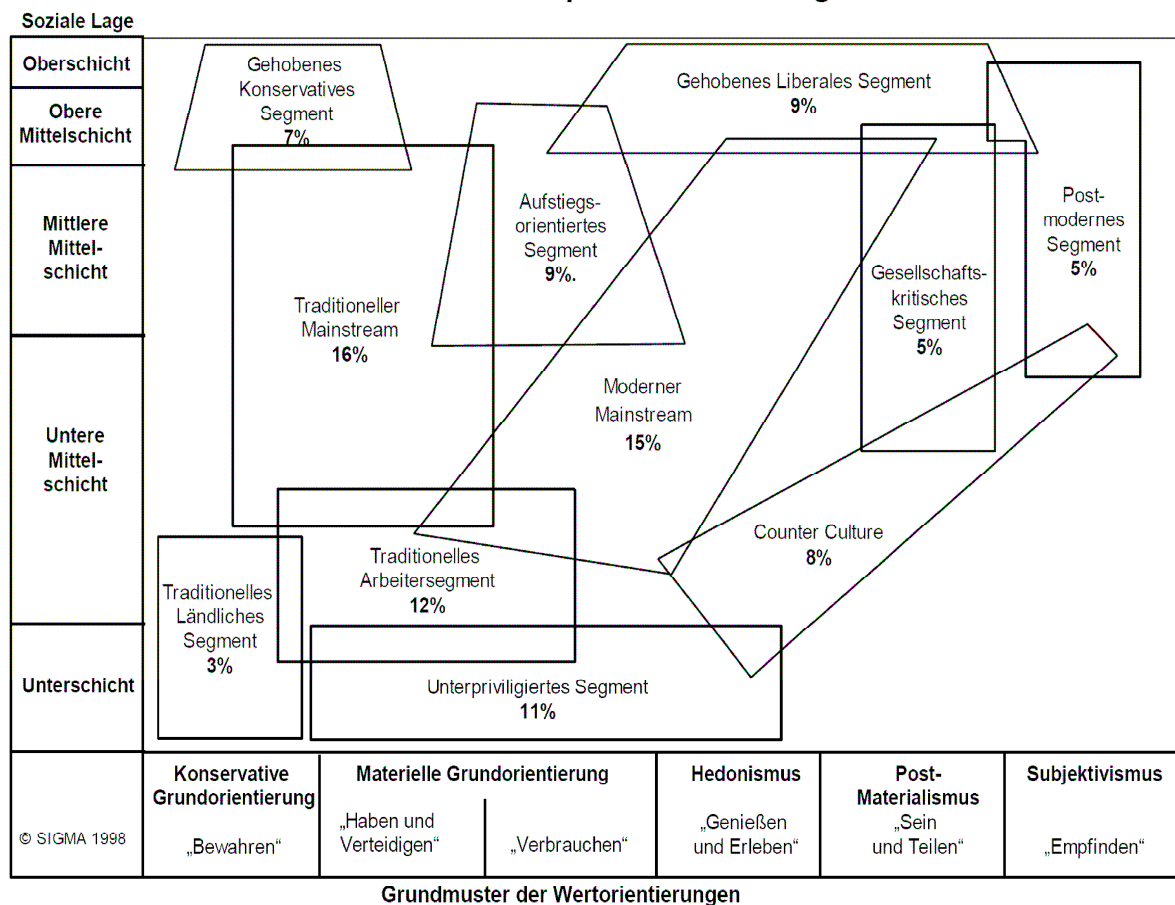 Soziale Lage
Oberschicht
Obere
Mittelschicht
Mittlere
Mittel-
schicht
Untere
Mittel-
schicht
Unterschicht
Gehobenes
Konservatives
Segment
7%
Gehobenes Liberales Segment
9%
Aufstiegs-
orientiertes
Segment
9%.
Post-
modernes
Segment
5%
Gesellschafts-
kritisches
Segment
5%
Traditioneller
Mainstream
16%
Moderner
Mainstream
15%
Counter Culture
8%
Traditionelles
Arbeitersegment
12%
Traditionelles
Ländliches
Segment
3%
Unterpriviligiertes Segment
11%
© SIGMA 1998
Konservative
Grundorientierung
„Bewahren“
Materielle Grundorientierung
„Haben und
Verteidigen“
„Verbrauchen“
Hedonismus
„Genießen
und Erleben“
Post-
Materialismus
„Sein
und Teilen“
Subjektivismus
„Empfinden“
Grundmuster der Wertorientierungen